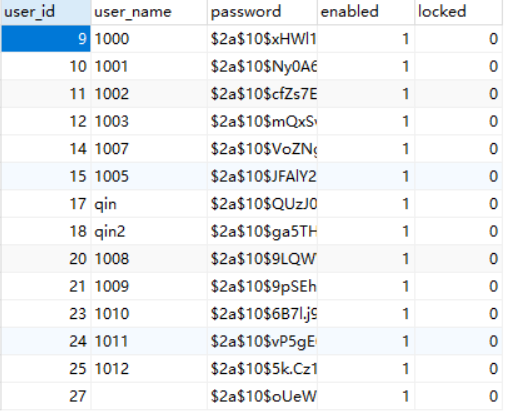 user_id user_name password enabled locked
9 1000 $2a$10$xHWl1 1 0
10 1001 $2a$10$Ny0A6 1 0
11 1002 $2a$10$cfZs7E 1 0
12 1003 $2a$10$mQxSv 1 0
14 1007 $2a$10$VoZNg 1 0
15 1005 $2a$10$JFAlY2 1 0
17 qin $2a$10$QUzJ0 1 0
18 qin2 $2a$10$ga5TH 1 0
20 1008 $2a$10$9LQW 1 0
21 1009 $2a$10$9pSEh 1 0
23 1010 $2a$10$6B7l.j9 1 0
24 1011 $2a$10$vP5gE 1 0
25 1012 $2a$10$5k.Cz1 1 0
27 $2a$10$oUeW 1 0